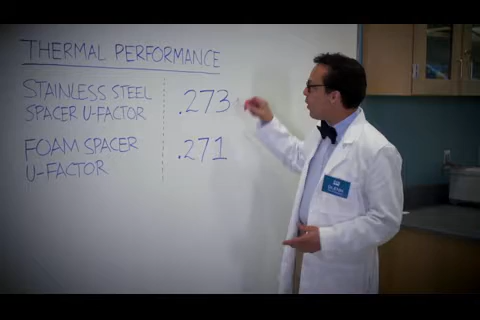 THERMAL PERFORMANCE
STAINLESS STEEL
SPACER U-FACTOR
.273
FOAM SPACER
U-FACTOR
.271